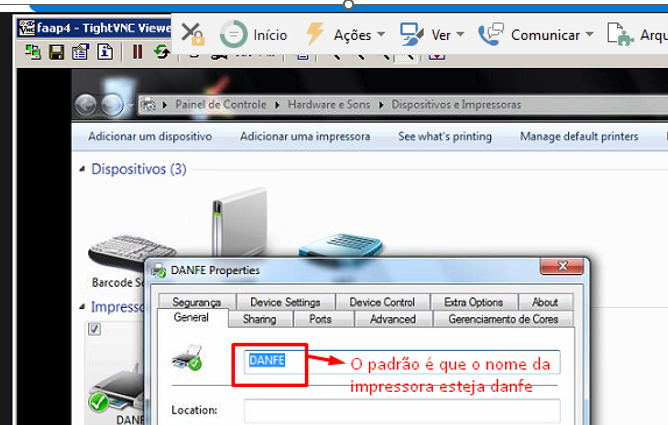 faap4 - TightVNC Viewe
Início
Ações
Ver
Comunicar
Arqu
Painel de Controle
Hardware e Sons
Dispositivos e Impressoras
Adicionar um dispositivo
Adicionar uma impressora
See what's printing
Manage default printers
Dispositivos (3)
Barcode Sc
Impresso
DANFE Properties
Segurança
Device Settings
Device Control
Extra Options
About
General
Sharing
Ports
Advanced
Gerenciamento de Cores
DANFE
O padrão é que o nome da
impressora esteja danfe
Location:
DANF